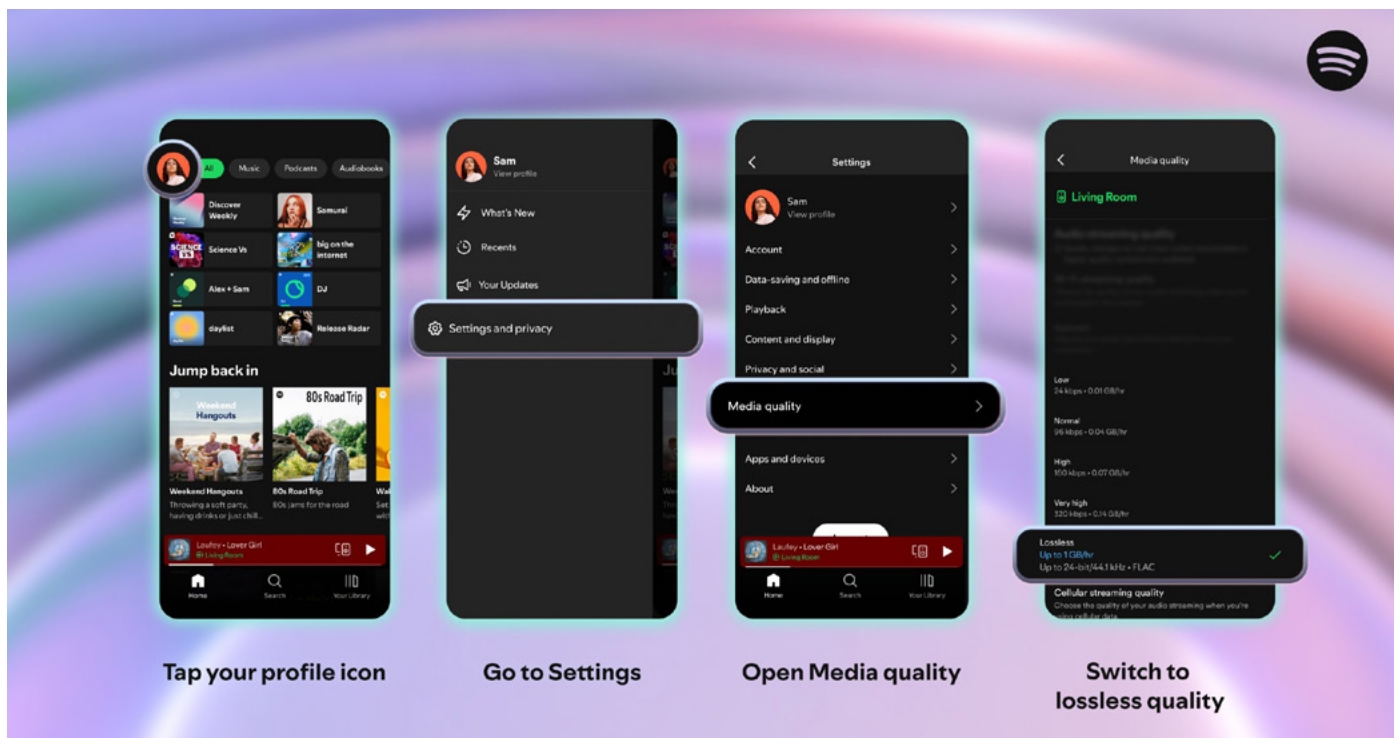 All
Music
Podcasts
Audiobooks
Discover
Weekly
Samurai
SCIENCE
VS
Science Vs
big on the
internet
Alex + Sam
DJ
daylist
Release Radar
Jump back in
Weekend
Hangouts
80s Road Trip
Weekend Hangouts
Throwing a soft party,
having drinks or just chill...
80s Road Trip
80s jams for the road
Laufey • Lover Girl
Living Room
Home
Search
Your Library
Tap your profile icon
Sam
View profile
What's New
Recents
Your Updates
Settings and privacy
Go to Settings
Settings
Sam
View profile
Account
Data-saving and offline
Playback
Content and display
Privacy and social
Media quality
Apps and devices
About
Laufey • Lover Girl
Living Room
Home
Search
Your Library
Open Media quality
Media quality
Living Room
Audio streaming quality
Low
24 kbps • 0.01 GB/hr
Normal
96 kbps • 0.04 GB/hr
High
160 kbps • 0.07 GB/hr
Very high
320 kbps • 0.14 GB/hr
Lossless
Up to 1 GB/hr
Up to 24-bit/44.1 kHz • FLAC
Cellular streaming quality
Choose the quality of your audio streaming when you're
using cellular data
Switch to
lossless quality